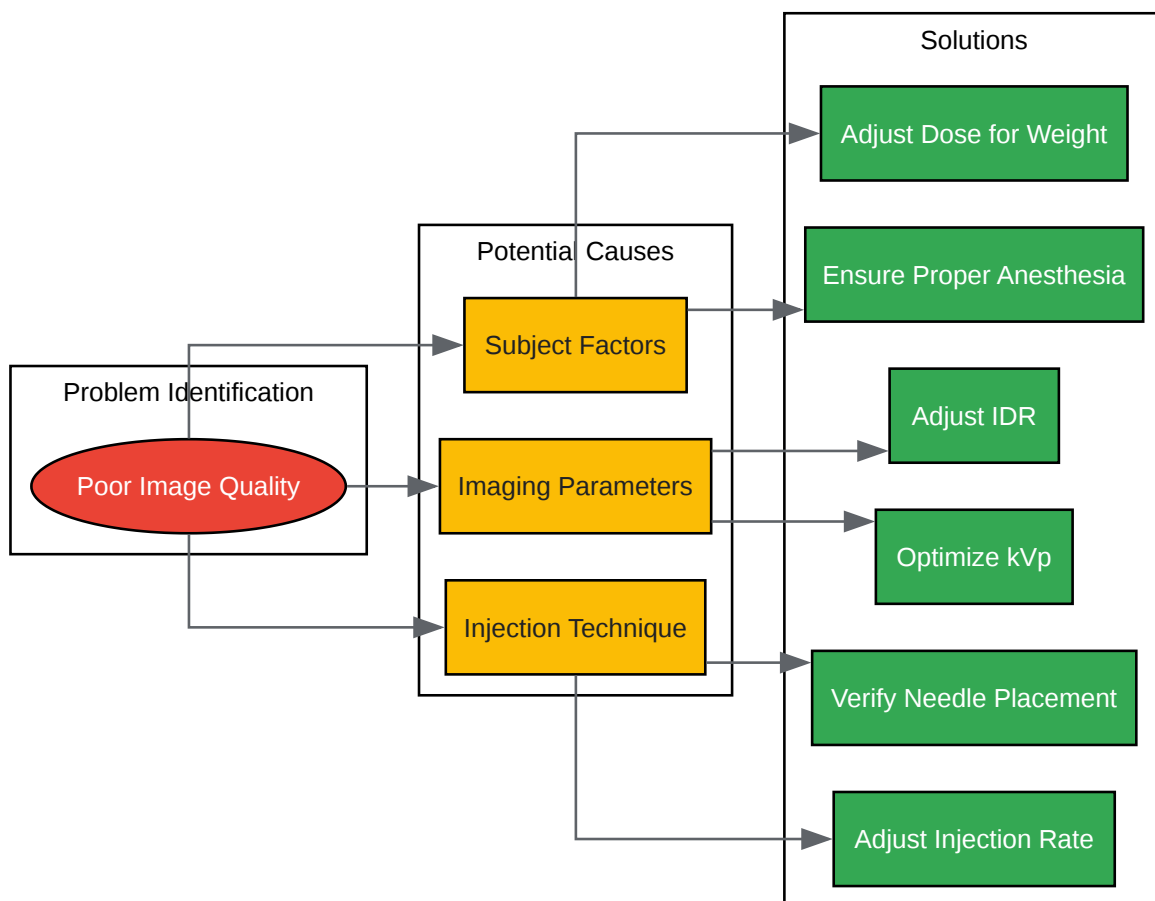 Problem Identification
Poor Image Quality
Potential Causes
Subject Factors
Imaging Parameters
Injection Technique
Solutions
Adjust Dose for Weight
Ensure Proper Anesthesia
Adjust IDR
Optimize kVp
Verify Needle Placement
Adjust Injection Rate